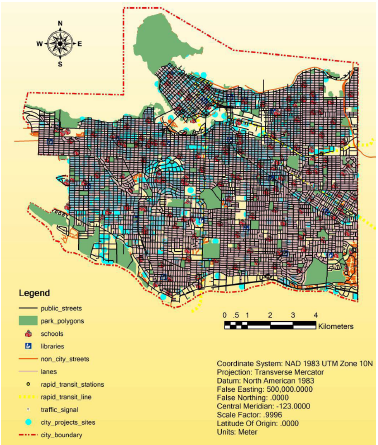 N
W E
S
Legend
public_streets
park_polygons
schools
libraries
non_city_streets
lanes
rapid_transit_stations
rapid_transit_line
traffic_signal
city_projects_sites
city_boundary
0 .5 1 2 3 4
Kilometers
Coordinate System: NAD 1983 UTM Zone 10N
Projection: Transverse Mercator
Datum: North American 1983
False Easting: 500,000.0000
False Northing: .0000
Central Meridian: -123.0000
Scale Factor: .9996
Latitude Of Origin: .0000
Units: Meter